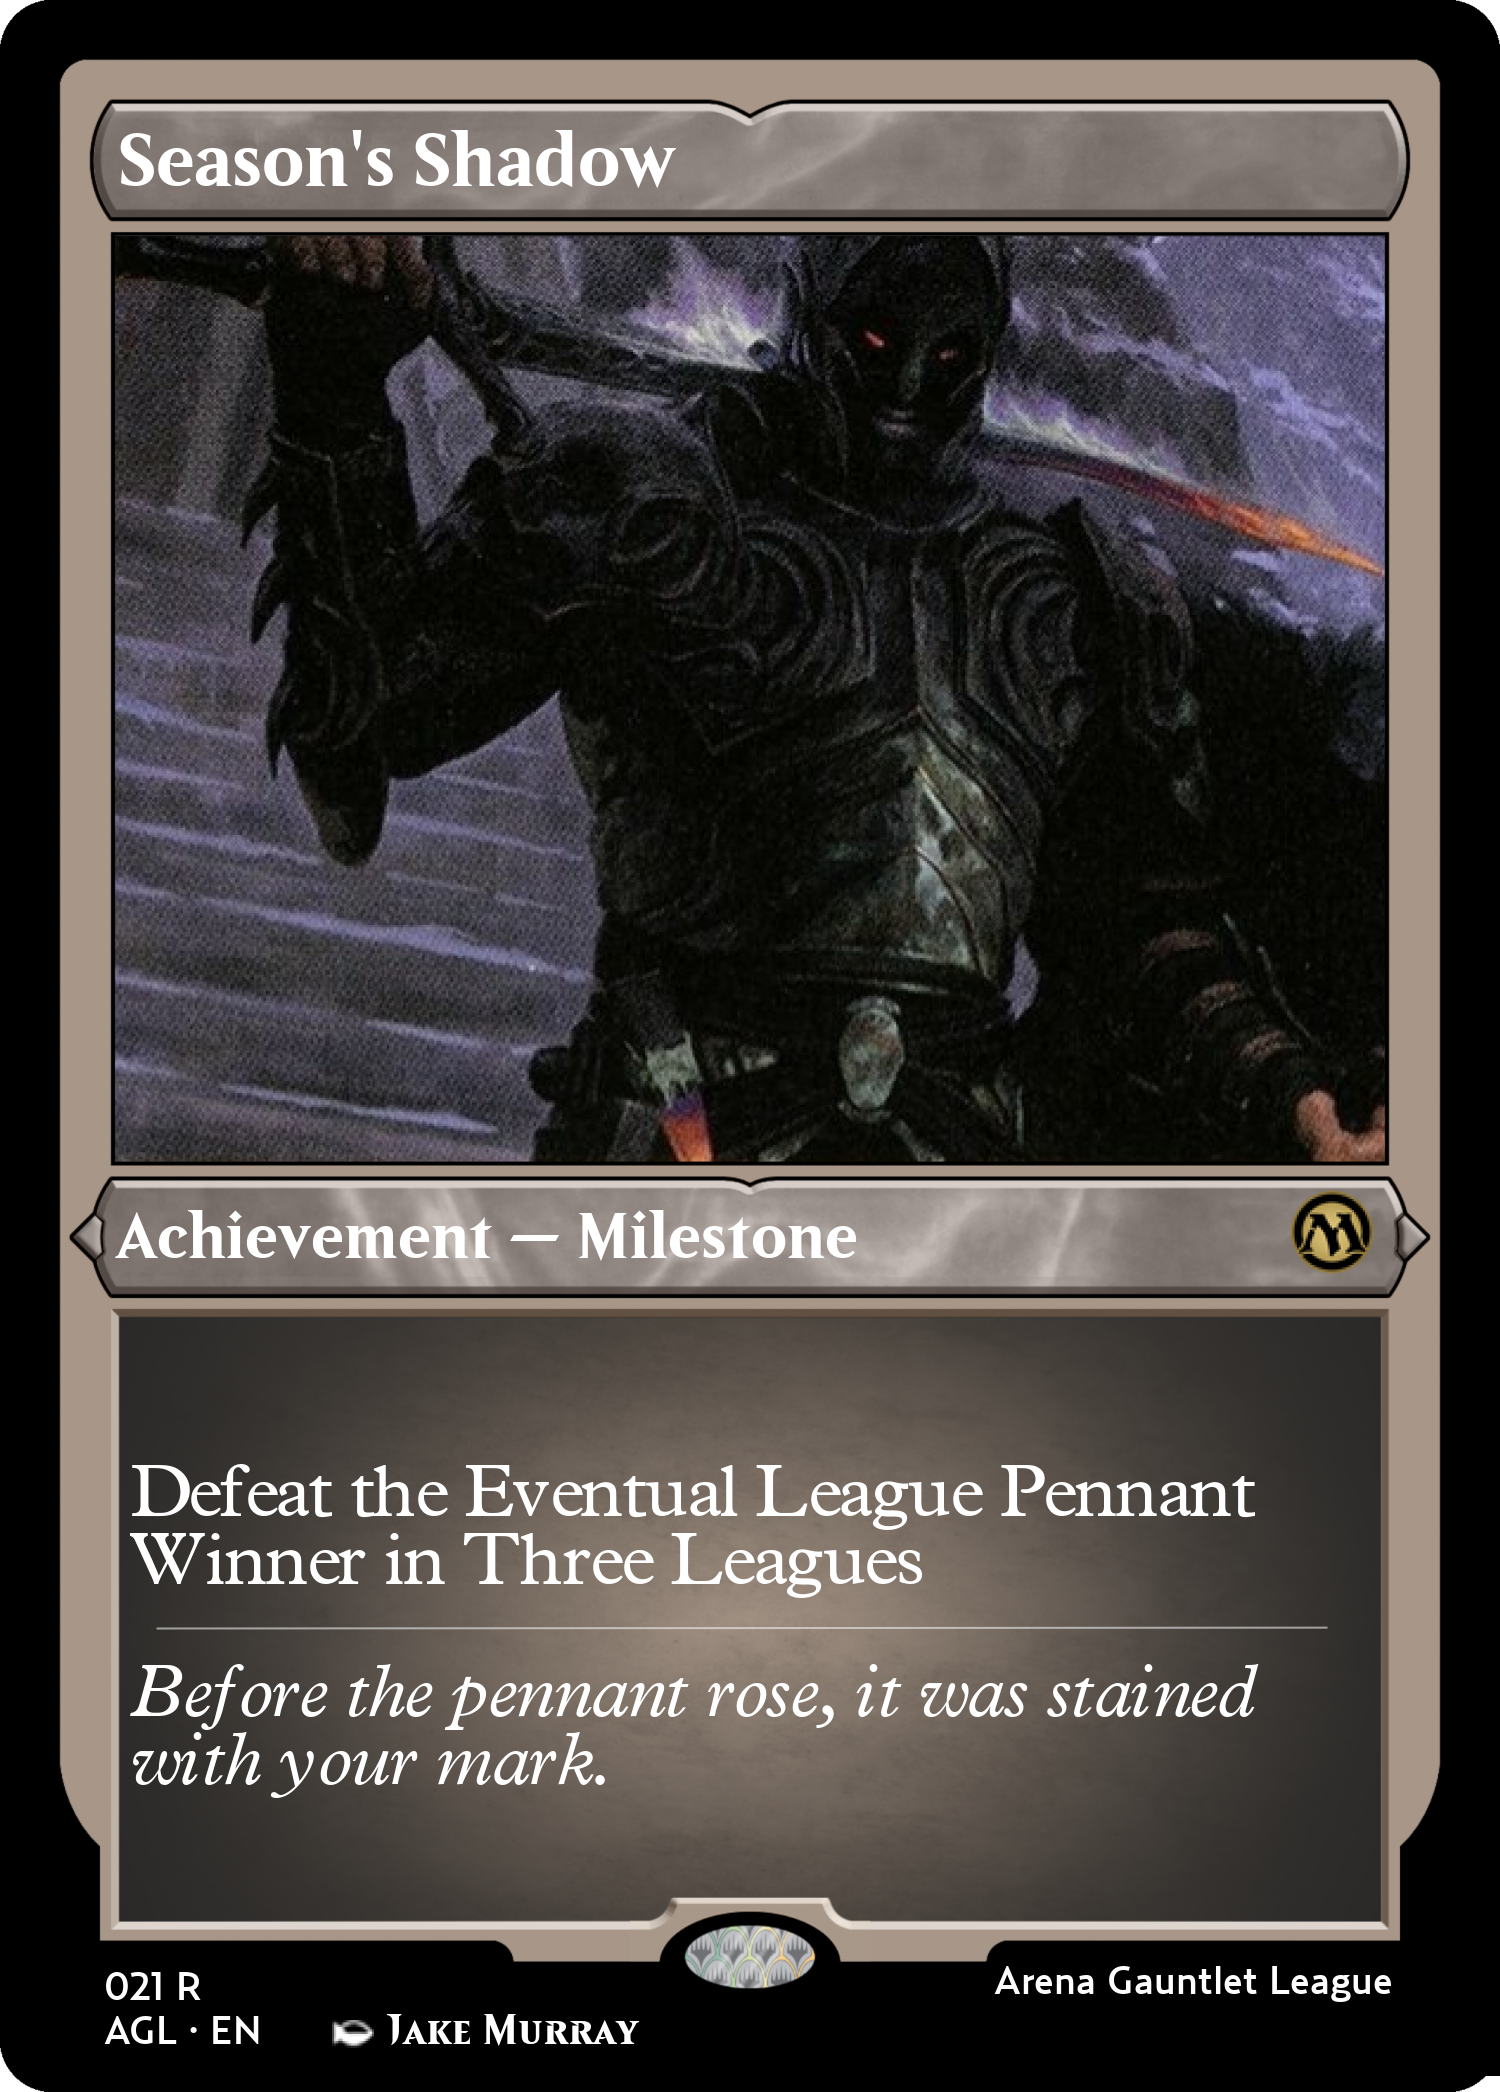 Season's Shadow
Achievement — Milestone
M
Defeat the Eventual League Pennant
Winner in Three Leagues
Before the pennant rose, it was stained
with your mark.
021 R
Arena Gauntlet League
AGL · EN
Jake Murray